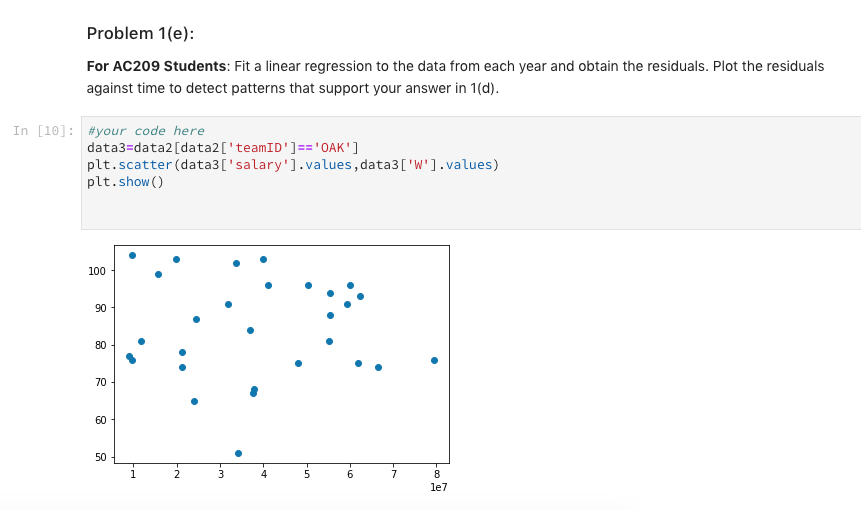 Problem 1(e):
For AC209 Students: Fit a linear regression to the data from each year and obtain the residuals. Plot the residuals
against time to detect patterns that support your answer in 1(d).
In [10]:
#your code here
data3=data2[data2['teamID']=='OAK']
plt.scatter(data3['salary'].values,data3['W'].values)
plt.show()
100
90
80
70
60
50
1 2 3 4 5 6 7 8
1e7